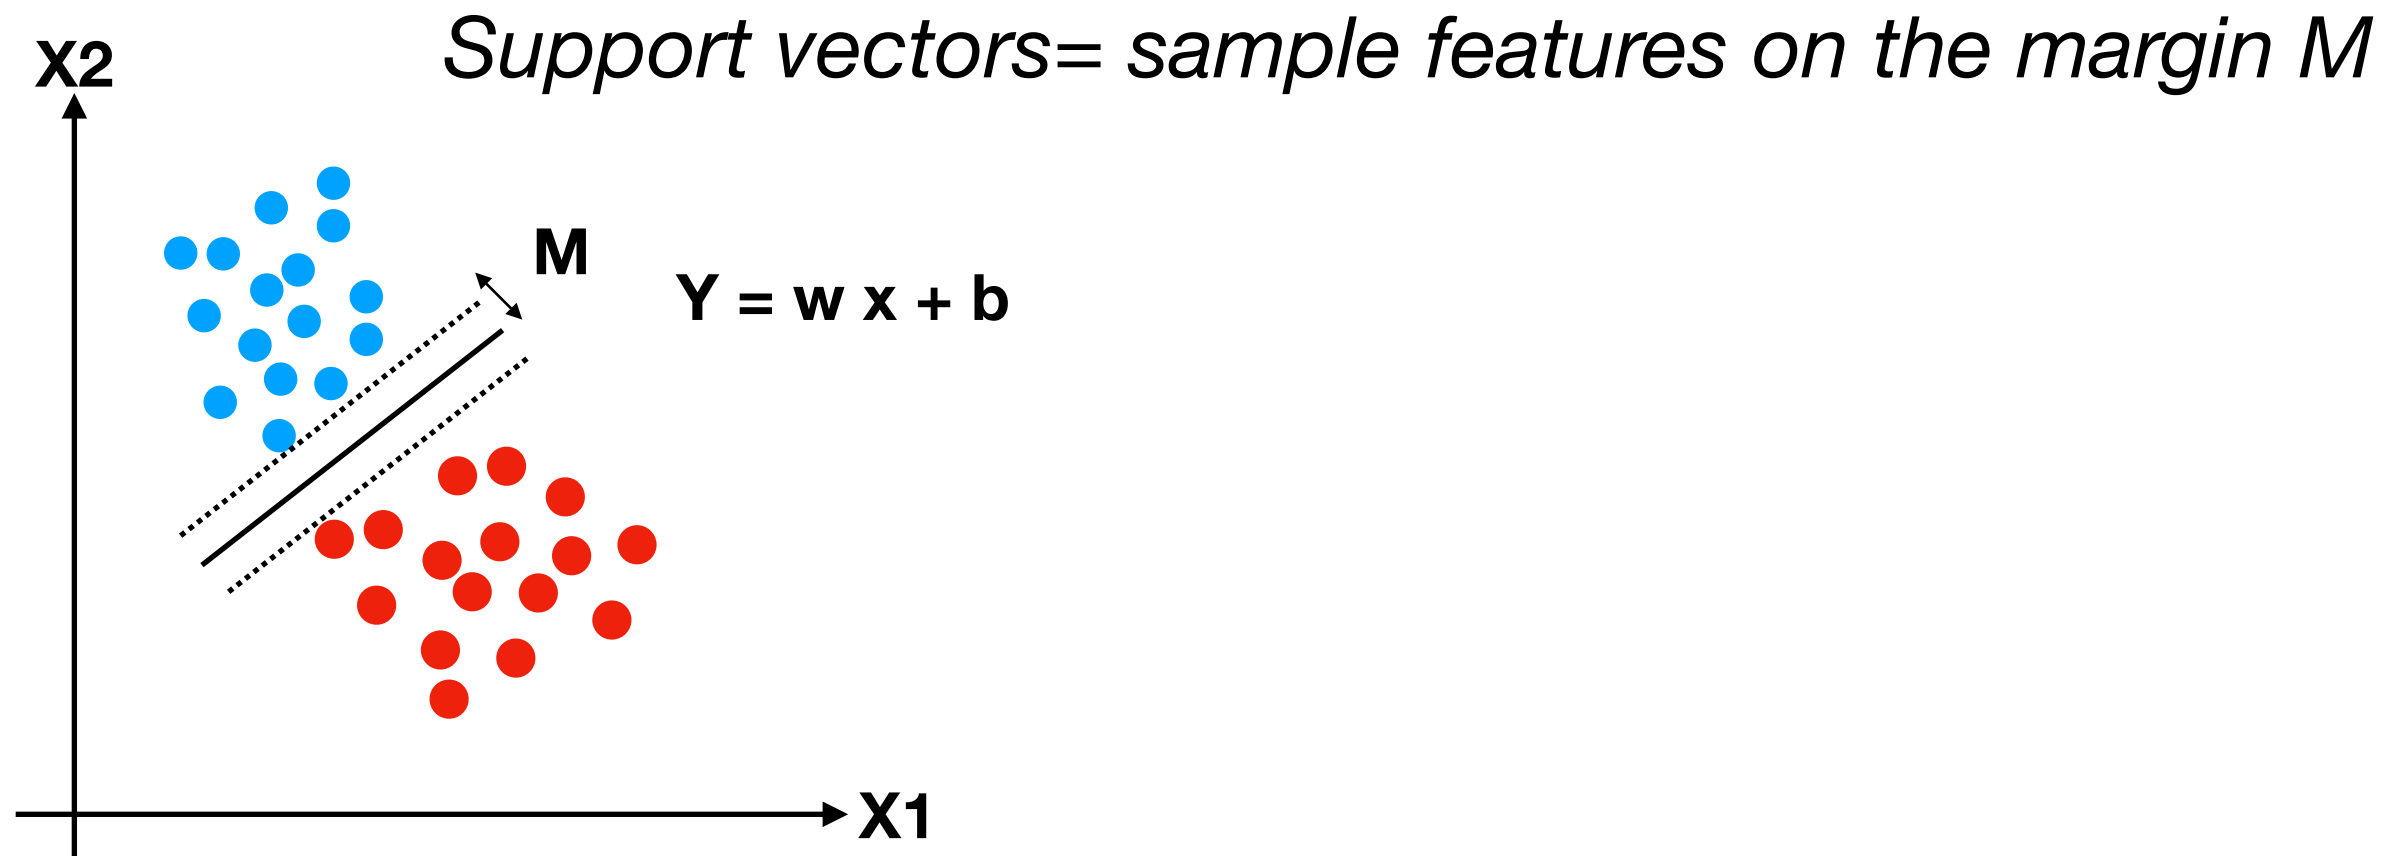 Support vectors= sample features on the margin M
X2
M
Y = w x + b
X1